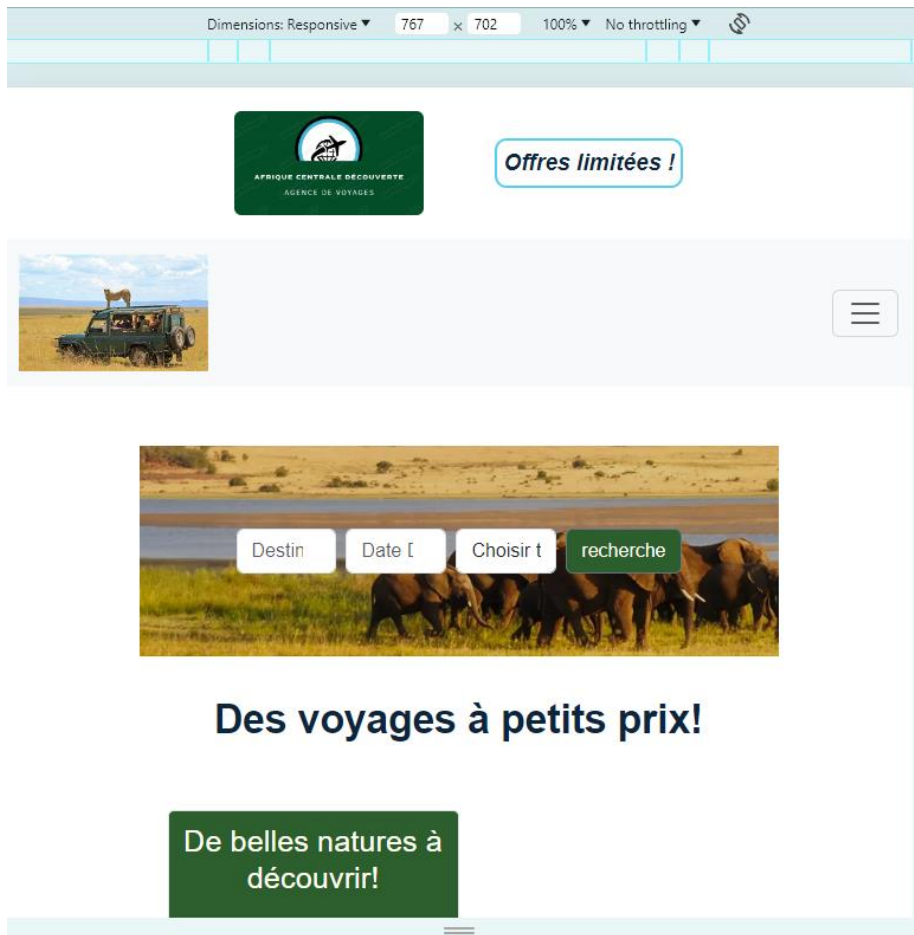 Dimensions: Responsive ▼ 767 × 702 100% ▼ No throttling ▼
AFRIQUE CENTRALE DÉCOUVERTE
AGENCE DE VOYAGES
Offres limitées !
Destin Date D Choisir t recherche
Des voyages à petits prix!
De belles natures à
découvrir!